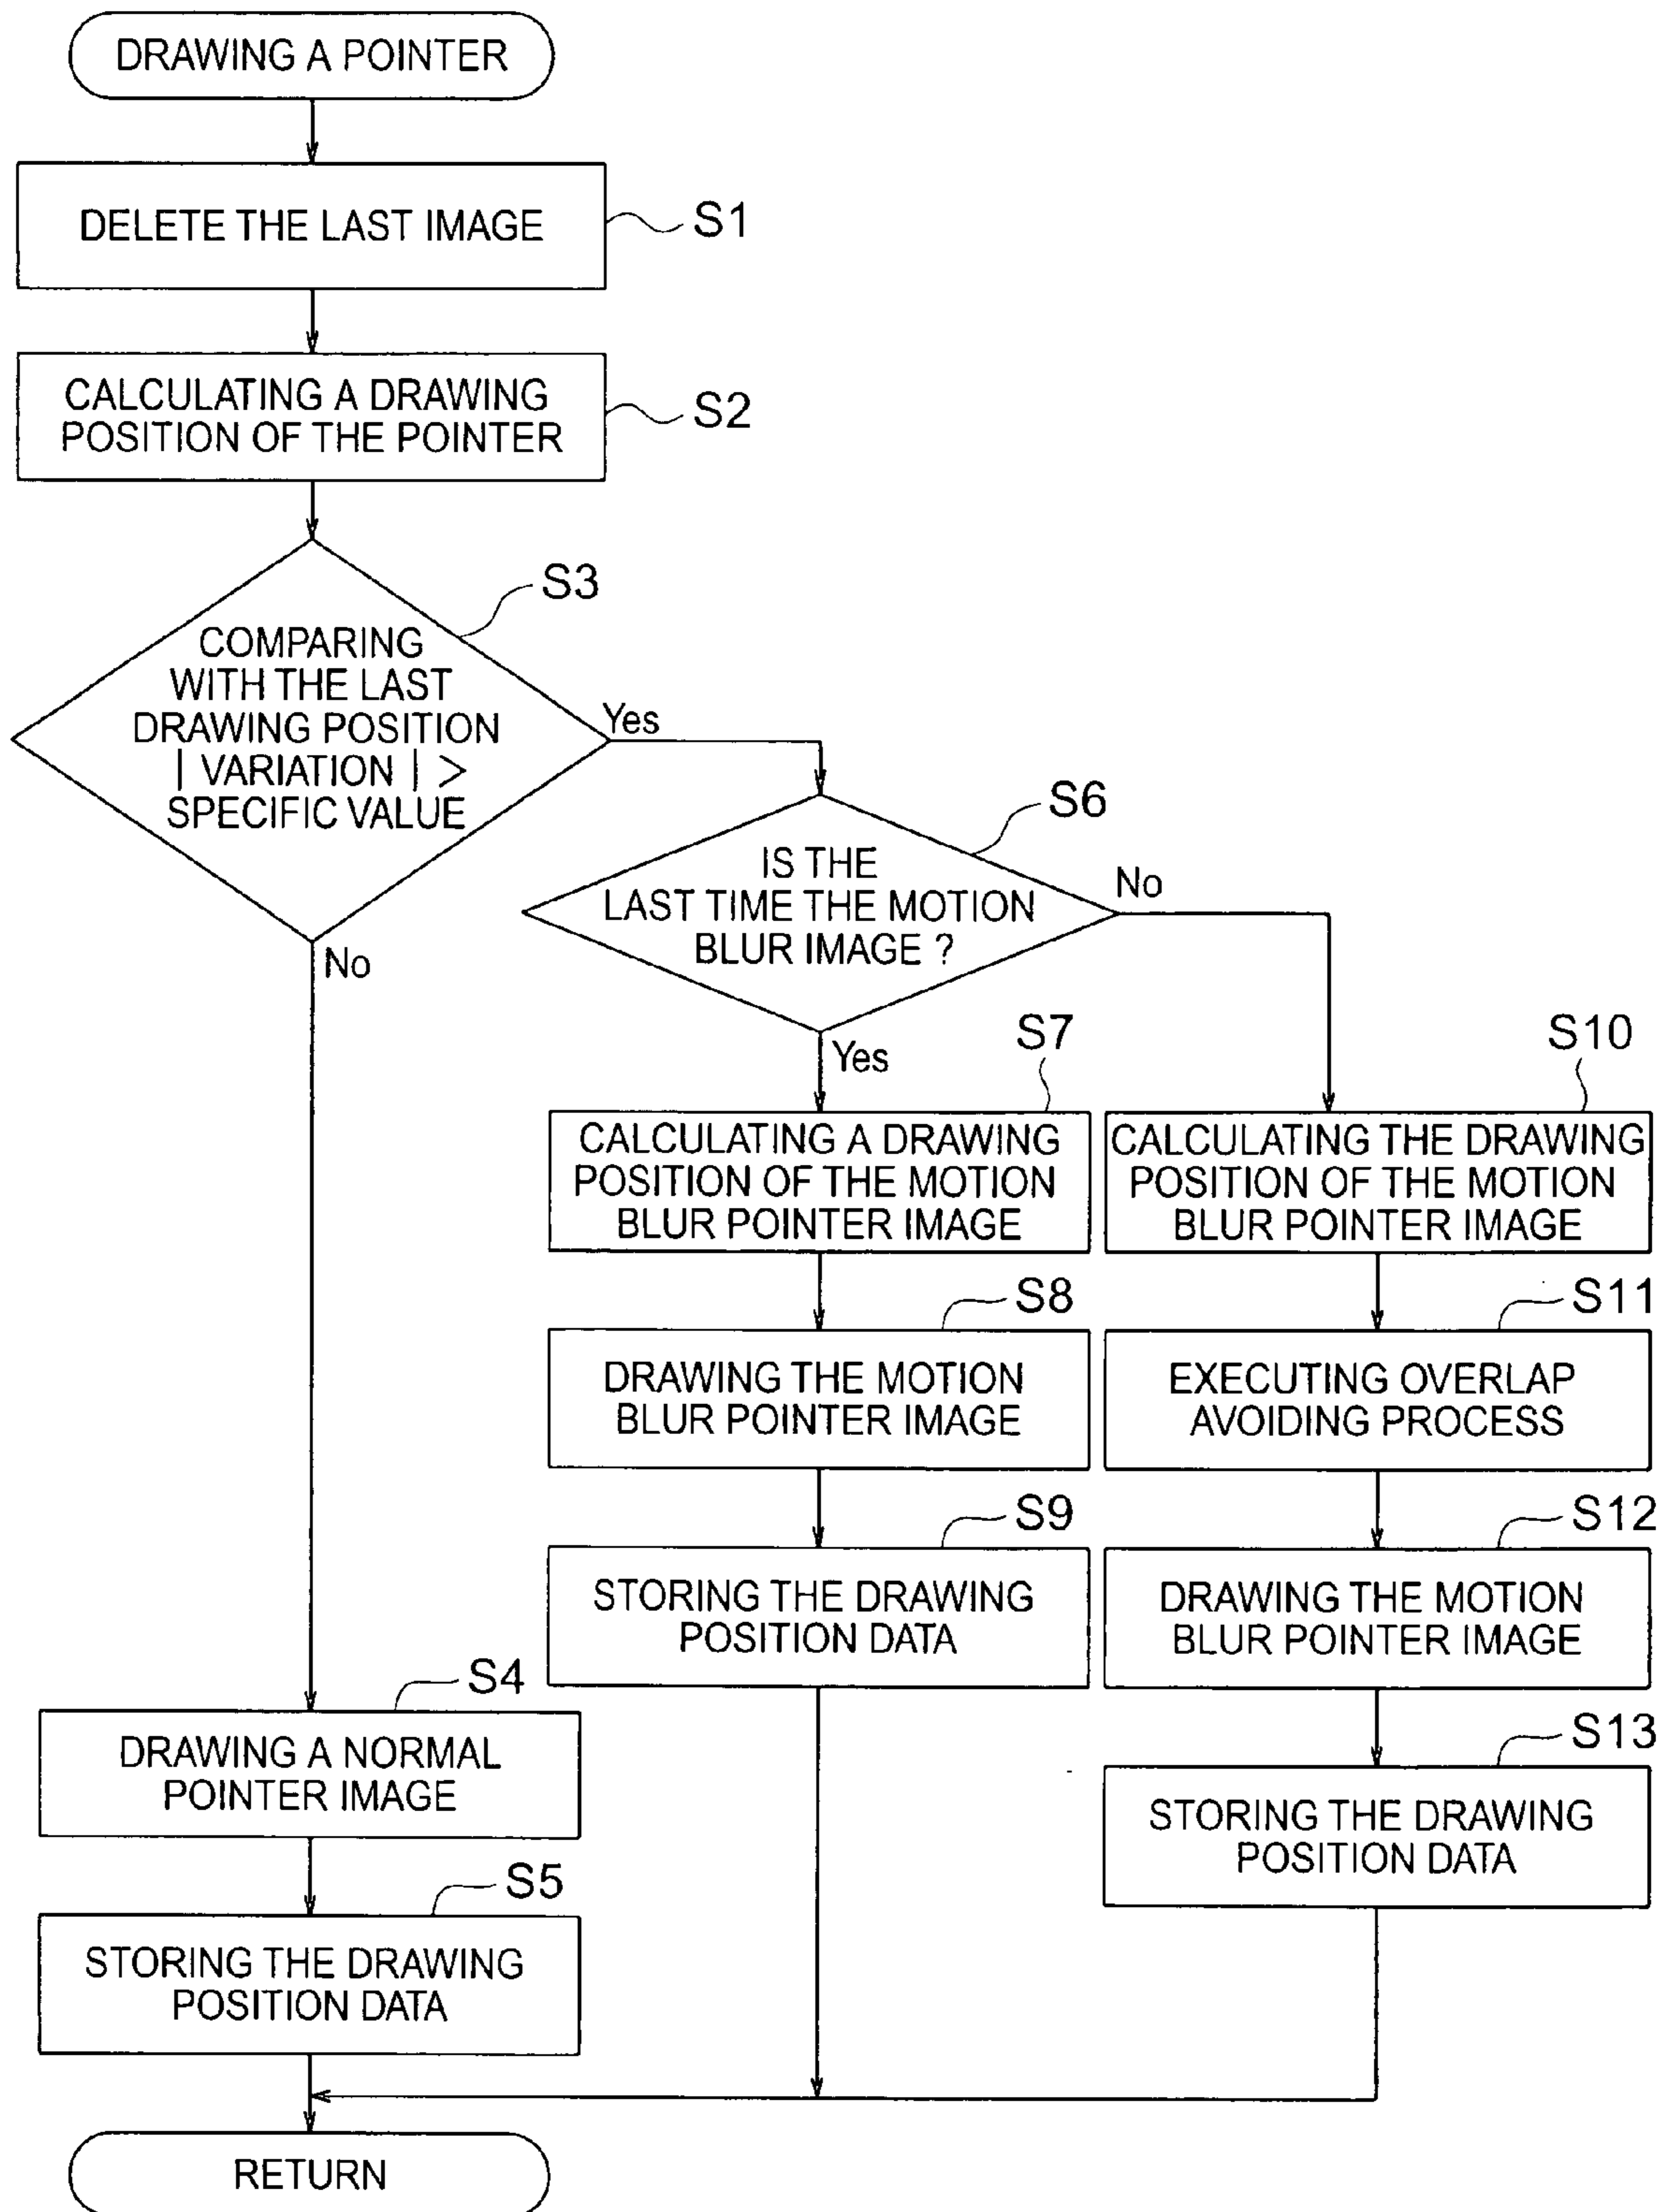 DRAWING A POINTER
DELETE THE LAST IMAGE
S1
CALCULATING A DRAWING
POSITION OF THE POINTER
S2
S3
COMPARING
WITH THE LAST
DRAWING POSITION
| VARIATION | >
SPECIFIC VALUE
Yes
No
S6
IS THE
LAST TIME THE MOTION
BLUR IMAGE ?
No
Yes
S7
CALCULATING A DRAWING
POSITION OF THE MOTION
BLUR POINTER IMAGE
S10
CALCULATING THE DRAWING
POSITION OF THE MOTION
BLUR POINTER IMAGE
S8
DRAWING THE MOTION
BLUR POINTER IMAGE
S11
EXECUTING OVERLAP
AVOIDING PROCESS
S9
STORING THE DRAWING
POSITION DATA
S12
DRAWING THE MOTION
BLUR POINTER IMAGE
S4
DRAWING A NORMAL
POINTER IMAGE
S13
STORING THE DRAWING
POSITION DATA
S5
STORING THE DRAWING
POSITION DATA
RETURN